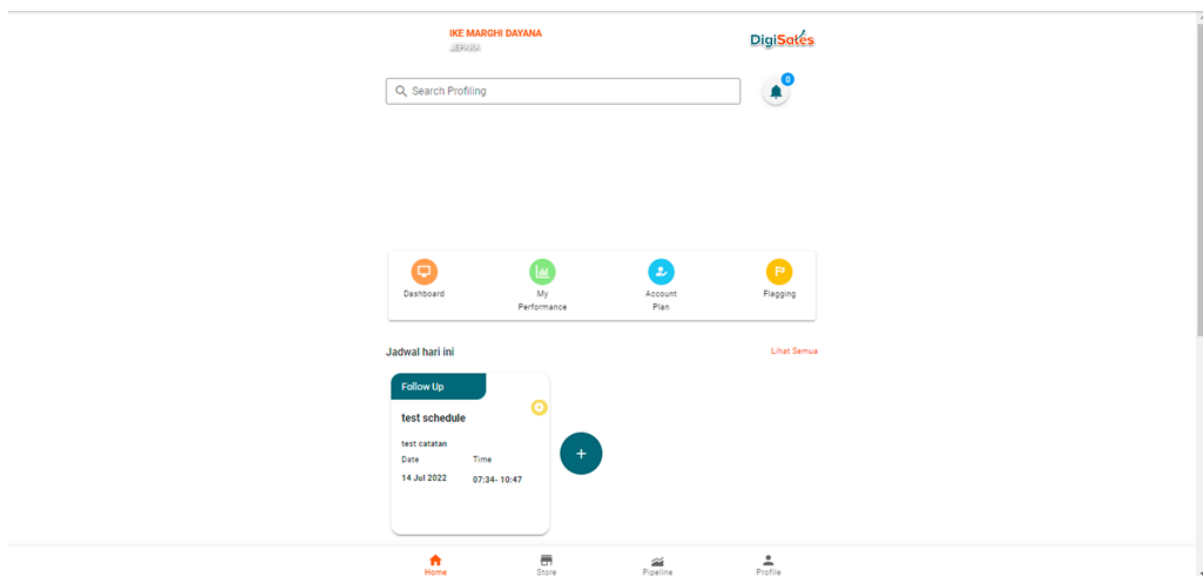 IKE MARGHI DAYANA
JEPARA
DigiSales
Search Profiling
0
Dashboard
My
Performance
Account
Plan
Flagging
Jadwal hari ini
Lihat Semua
Follow Up
test schedule
test catatan
Date Time
14 Jul 2022 07:34- 10:47
+
Home
Store
Pipeline
Profile